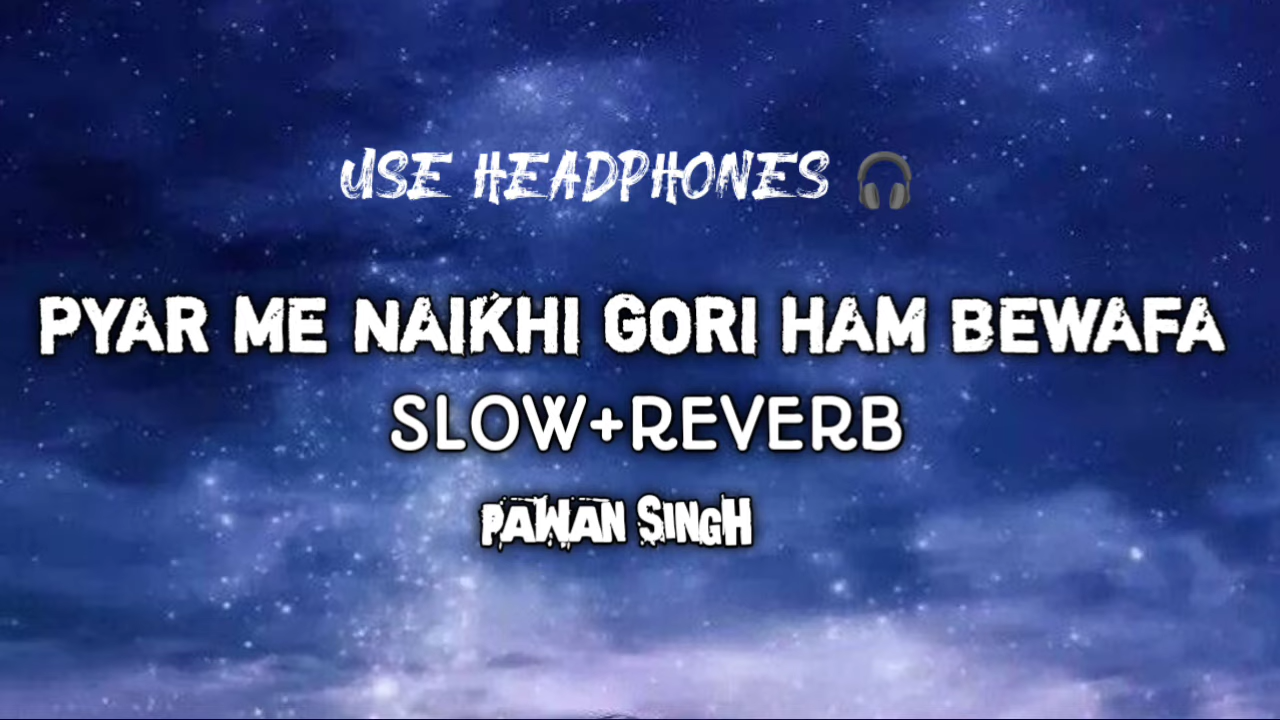 USE HEADPHONES 🎧
PYAR ME NAIKHI GORI HAM BEWAFA
SLOW+REVERB
PAWAN SINGH